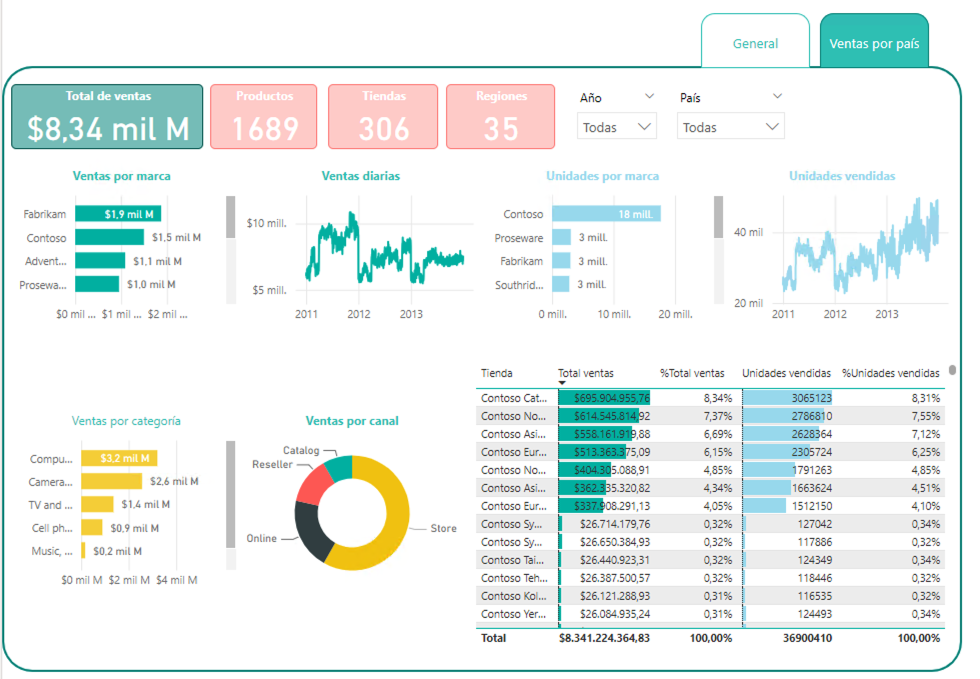 General
Ventas por país
Total de ventas
$8,34 mil M
Productos
1689
Tiendas
306
Regiones
35
Año
Todas
País
Todas
Ventas por marca
Fabrikam $1,9 mil M
Contoso $1,5 mil M
Advent... $1,1 mil M
Prosewa... $1,0 mil M
$0 mil ... $1 mil ... $2 mil ...
Ventas diarias
$10 mill.
$5 mill.
2011 2012 2013
Unidades por marca
Contoso 18 mill.
Proseware 3 mill.
Fabrikam 3 mill.
Southrid... 3 mill.
0 mill. 10 mill. 20 mill.
Unidades vendidas
40 mil
20 mil
2011 2012 2013
Ventas por categoría
Compu... $3,2 mil M
Camera... $2,6 mil M
TV and ... $1,4 mil M
Cell ph... $0,9 mil M
Music, ... $0,2 mil M
$0 mil M $2 mil M $4 mil M
Ventas por canal
Catalog
Reseller
Online
Store
Tienda Total ventas %Total ventas Unidades vendidas %Unidades vendidas
Contoso Cat... $695.904.955,76 8,34% 3065123 8,31%
Contoso No... $614.545.814,92 7,37% 2786810 7,55%
Contoso Asi... $558.161.919,88 6,69% 2628364 7,12%
Contoso Eur... $513.363.375,09 6,15% 2305724 6,25%
Contoso No... $404.305.088,91 4,85% 1791263 4,85%
Contoso Asi... $362.335.320,82 4,34% 1663624 4,51%
Contoso Eur... $337.908.291,13 4,05% 1512150 4,10%
Contoso Sy... $26.714.179,76 0,32% 127042 0,34%
Contoso Sy... $26.650.384,93 0,32% 117886 0,32%
Contoso Tai... $26.440.923,31 0,32% 124349 0,34%
Contoso Teh... $26.387.500,57 0,32% 118446 0,32%
Contoso Kol... $26.121.288,93 0,31% 116535 0,32%
Contoso Yer... $26.084.935,24 0,31% 124493 0,34%
Total $8.341.224.364,83 100,00% 36900410 100,00%